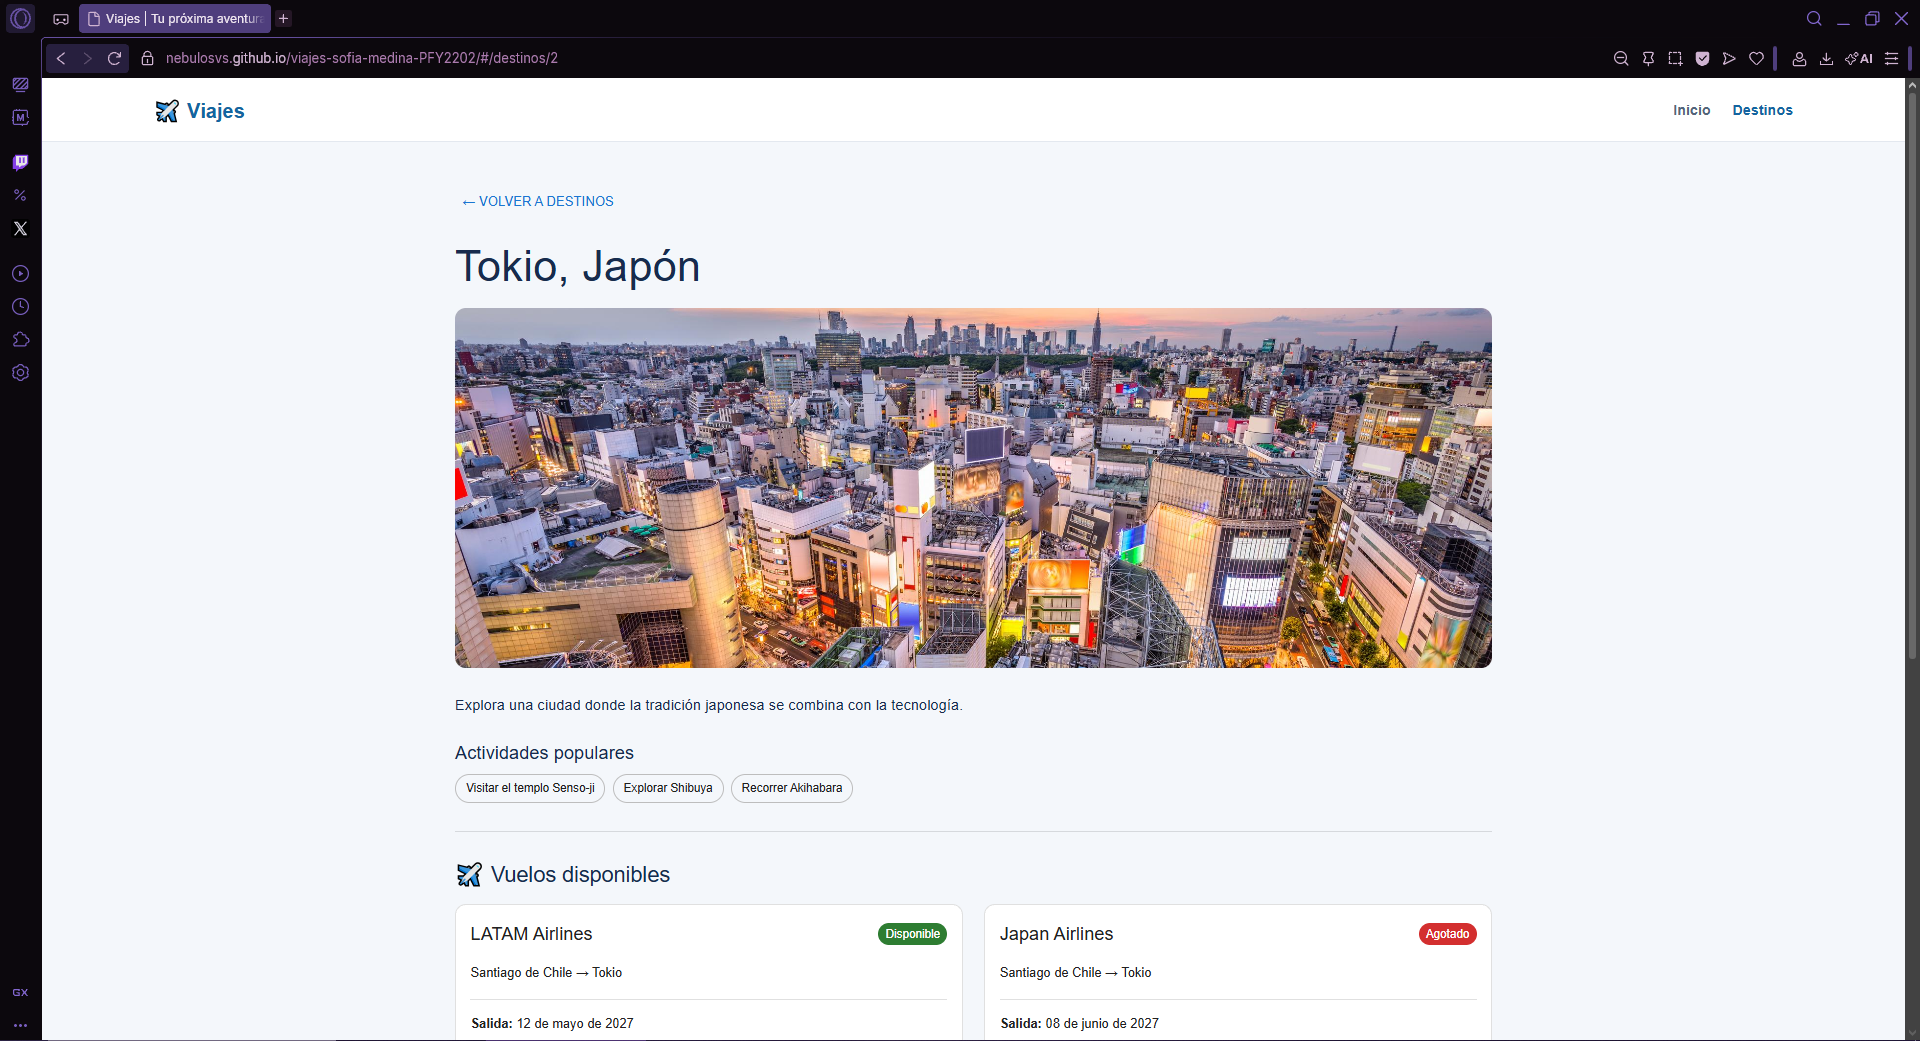 Viajes | Tu próxima aventura
nebulosvs.github.io/viajes-sofia-medina-PFY2202/#/destinos/2
AI
M
Viajes
Inicio
Destinos
← VOLVER A DESTINOS
Tokio, Japón
Explora una ciudad donde la tradición japonesa se combina con la tecnología.
Actividades populares
Visitar el templo Senso-ji
Explorar Shibuya
Recorrer Akihabara
Vuelos disponibles
LATAM Airlines
Disponible
Santiago de Chile → Tokio
Salida: 12 de mayo de 2027
Japan Airlines
Agotado
Santiago de Chile → Tokio
Salida: 08 de junio de 2027
GX